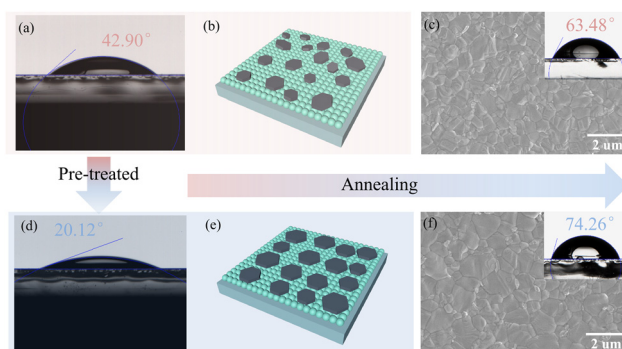 (a)
42.90°
(b)
(c)
63.48°
2 um
Pre-treated
Annealing
(d)
20.12°
(e)
(f)
74.26°
2 um